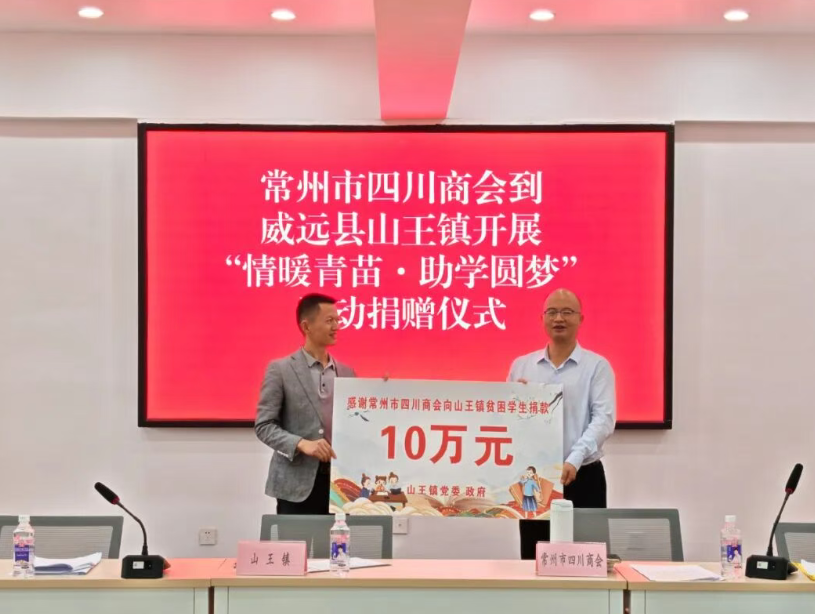 常州市四川商会到
威远县山王镇开展
“情暖青苗·助学圆梦”
动捐赠仪式
感谢常州市四川商会向山王镇贫困学生捐款
10万元
山王镇党委 政府
山王镇
常州市四川商会